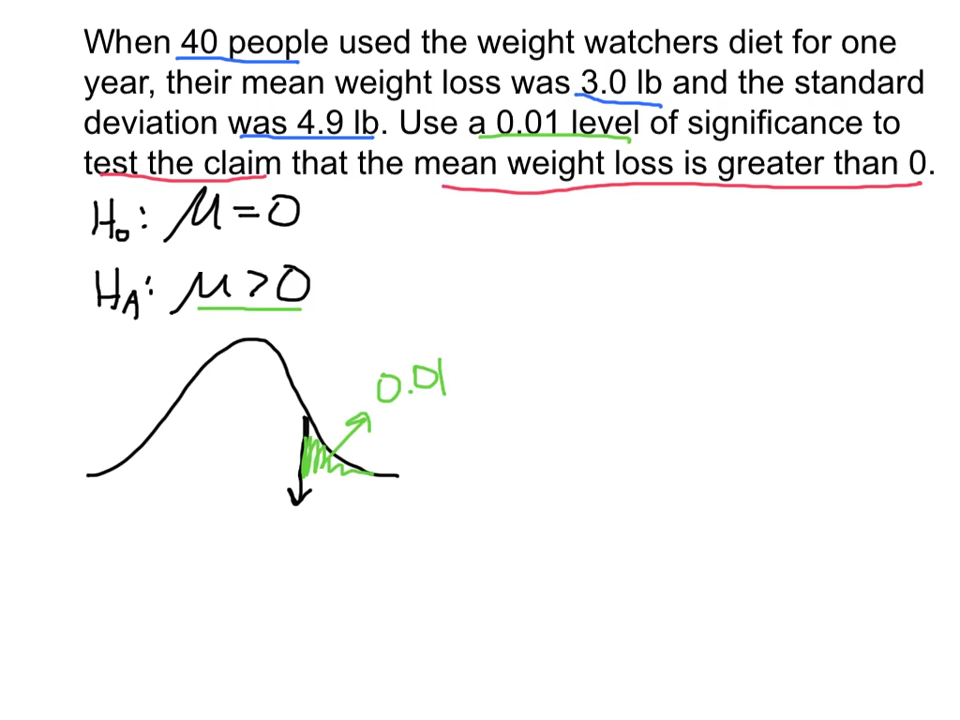 When 40 people used the weight watchers diet for one
year, their mean weight loss was 3.0 lb and the standard
deviation was 4.9 lb. Use a 0.01 level of significance to
test the claim that the mean weight loss is greater than 0.
H₀: μ = 0
H_A: μ > 0
0.01